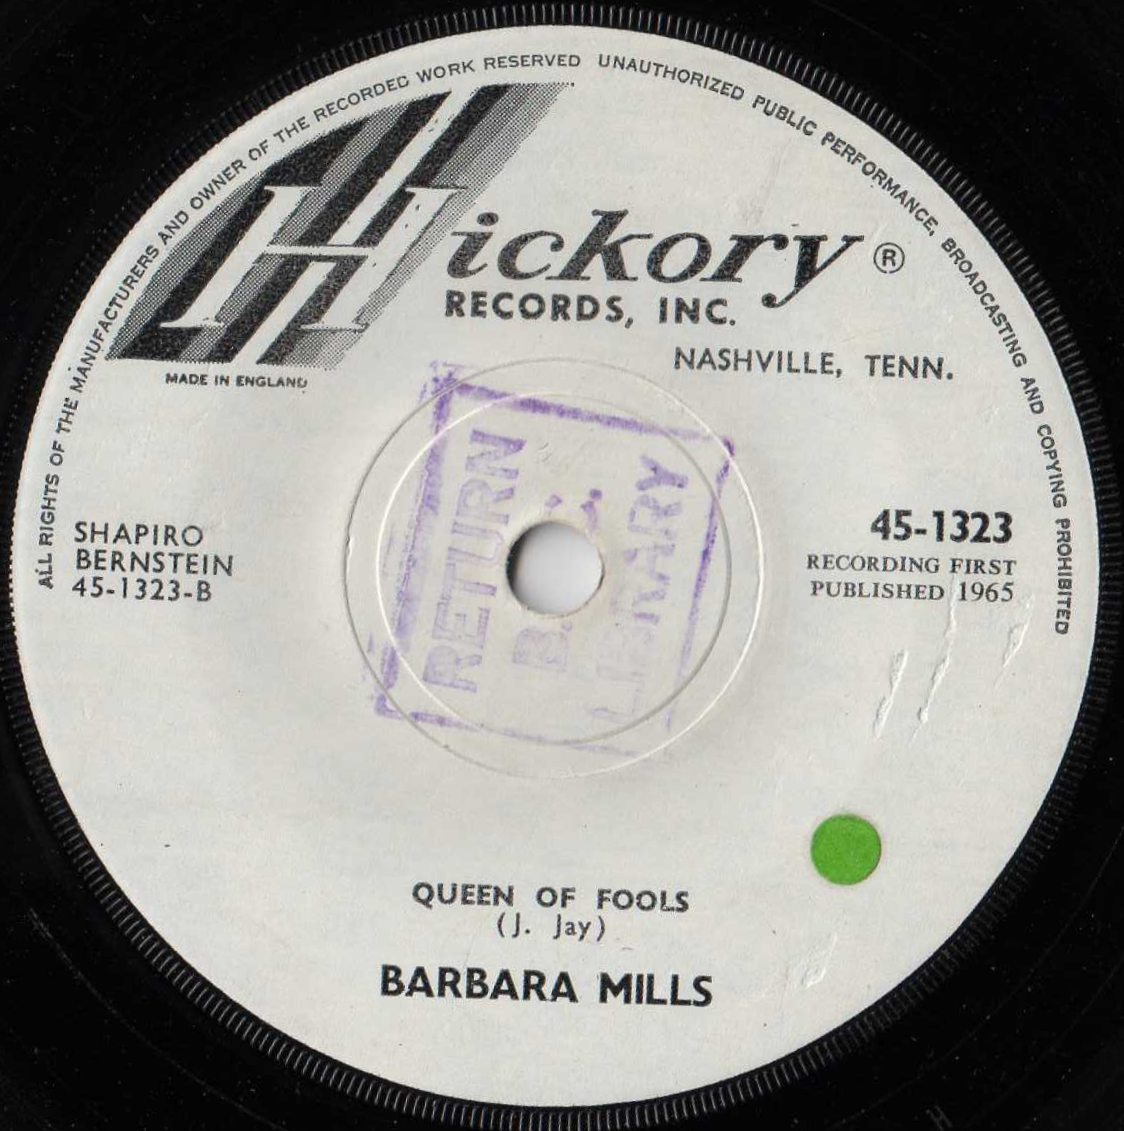 ALL RIGHTS OF THE MANUFACTURERS AND OWNER OF THE RECORDED WORK RESERVED UNAUTHORIZED PUBLIC PERFORMANCE, BROADCASTING AND COPYING PROHIBITED
Hickory ®
RECORDS, INC.
NASHVILLE, TENN.
MADE IN ENGLAND
SHAPIRO
BERNSTEIN
45-1323-B
45-1323
RECORDING FIRST
PUBLISHED 1965
RETURN
B.B.C.
LIBRARY
QUEEN OF FOOLS
(J. Jay)
BARBARA MILLS